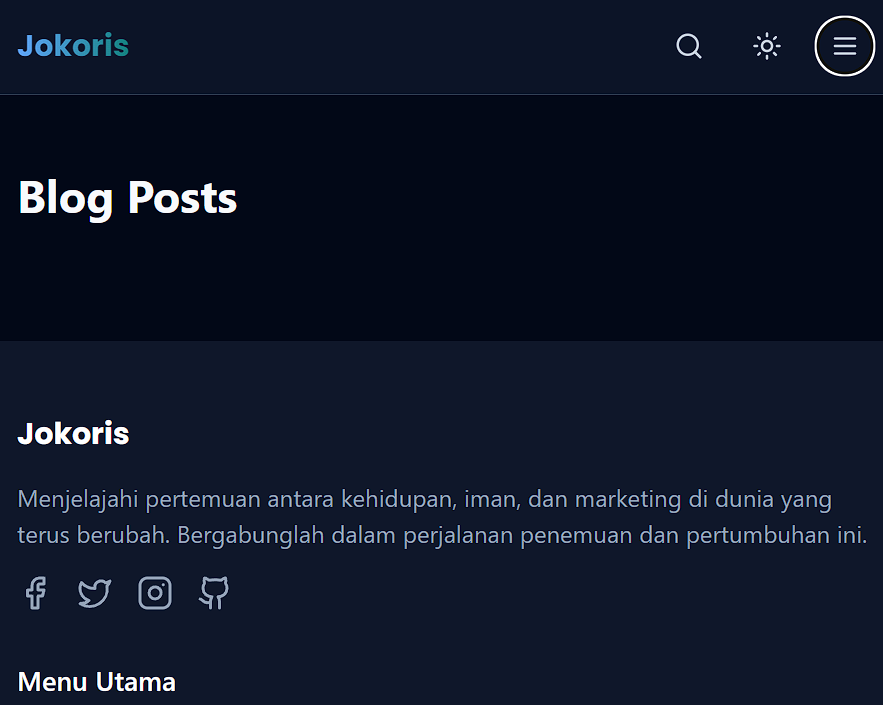 Jokoris
Blog Posts
Jokoris
Menjelajahi pertemuan antara kehidupan, iman, dan marketing di dunia yang
terus berubah. Bergabunglah dalam perjalanan penemuan dan pertumbuhan ini.
Menu Utama